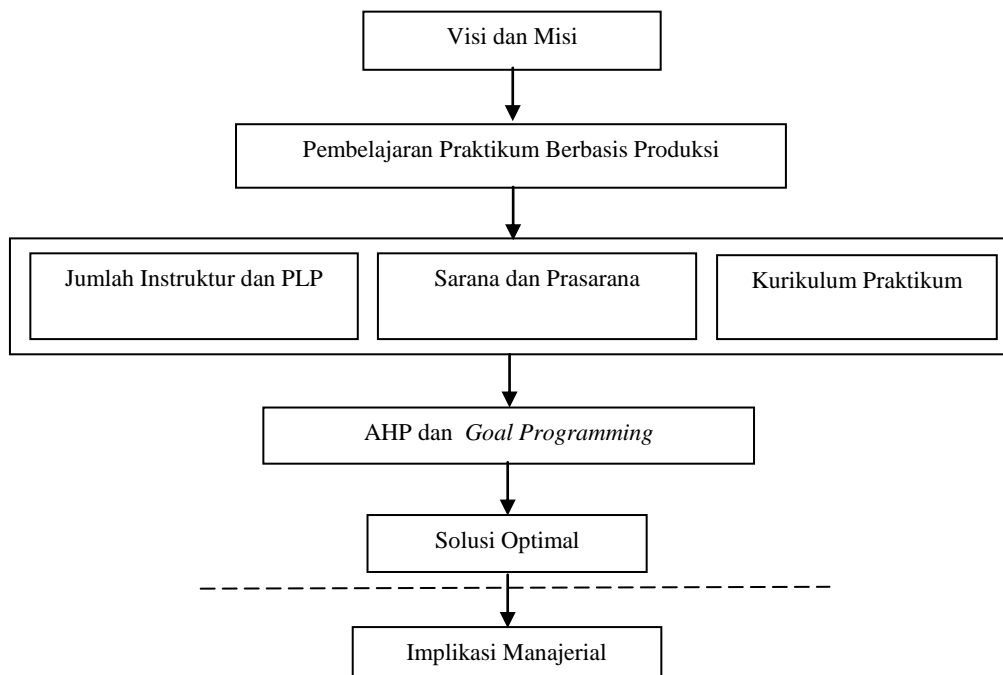 Visi dan Misi
Pembelajaran Praktikum Berbasis Produksi
Jumlah Instruktur dan PLP
Sarana dan Prasarana
Kurikulum Praktikum
AHP dan Goal Programming
Solusi Optimal
Implikasi Manajerial